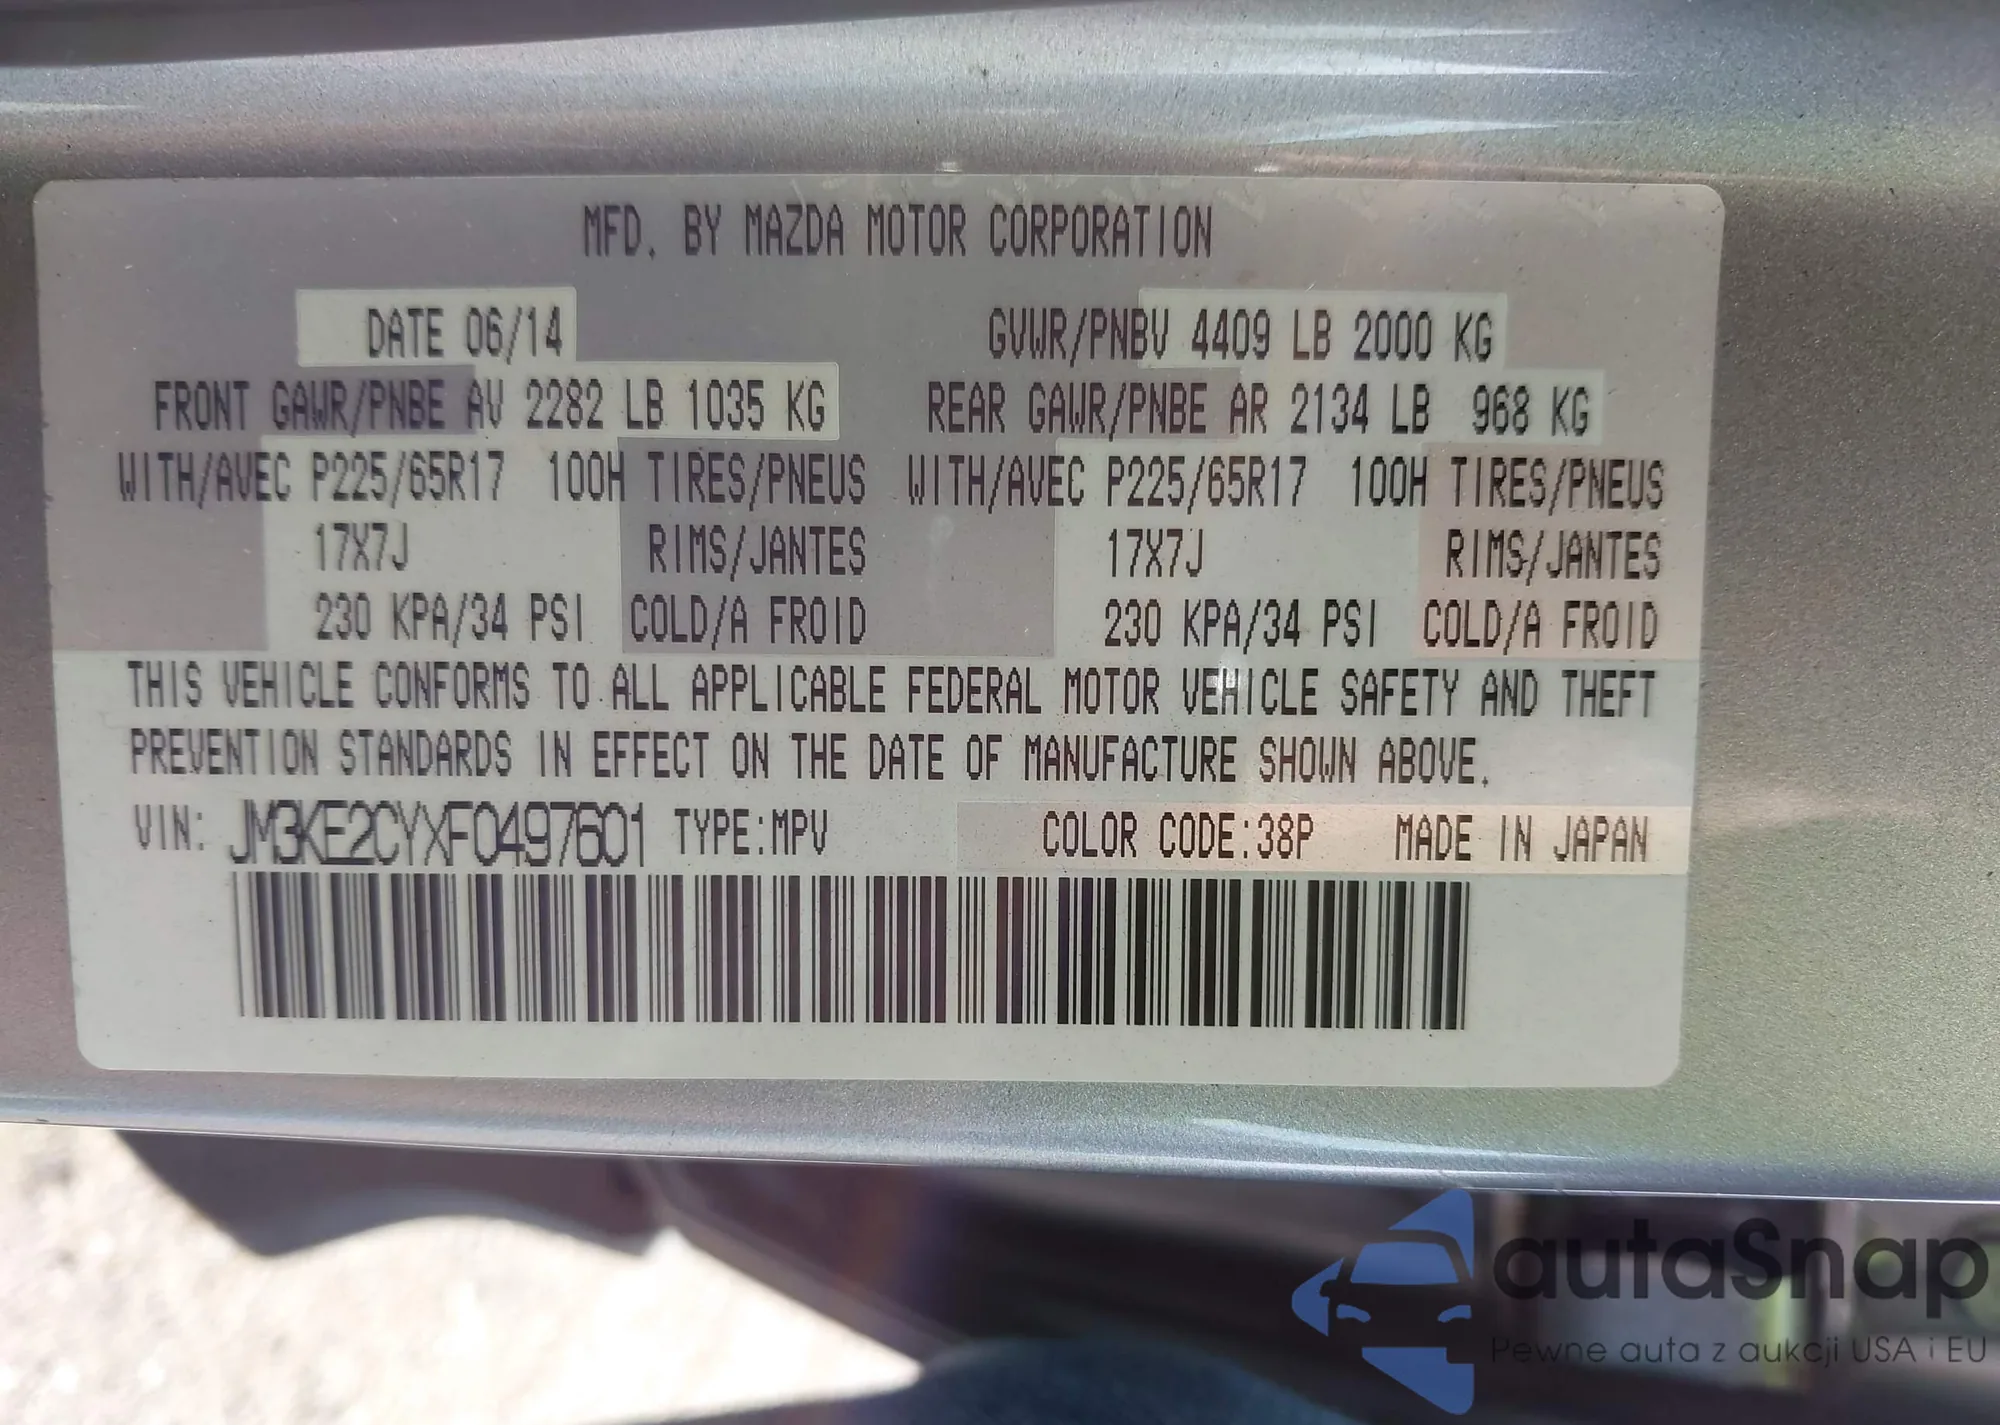 MFD. BY MAZDA MOTOR CORPORATION
DATE 06/14 GVWR/PNBV 4409 LB 2000 KG
FRONT GAWR/PNBE AV 2282 LB 1035 KG REAR GAWR/PNBE AR 2134 LB 968 KG
WITH/AVEC P225/65R17 100H TIRES/PNEUS WITH/AVEC P225/65R17 100H TIRES/PNEUS
17X7J RIMS/JANTES 17X7J RIMS/JANTES
230 KPA/34 PSI COLD/A FROID 230 KPA/34 PSI COLD/A FROID
THIS VEHICLE CONFORMS TO ALL APPLICABLE FEDERAL MOTOR VEHICLE SAFETY AND THEFT
PREVENTION STANDARDS IN EFFECT ON THE DATE OF MANUFACTURE SHOWN ABOVE.
VIN: JM3KE2CYXF0497601 TYPE:MPV COLOR CODE:38P MADE IN JAPAN
autaSnap
Pewne auta z aukcji USA i EU